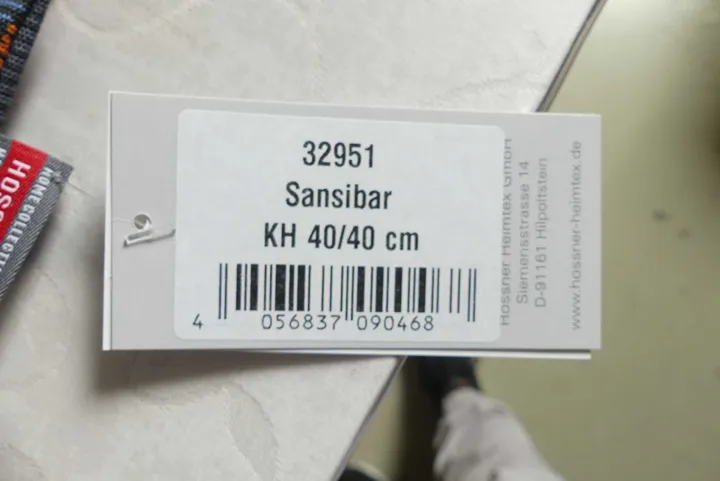 32951
Sansibar
KH 40/40 cm
4 056837 090468
Hossner Heimtex GmbH
Siemensstrasse 14
D-91161 Hilpoltstein
www.hossner-heimtex.de
HOSS
HOME COLLECTI